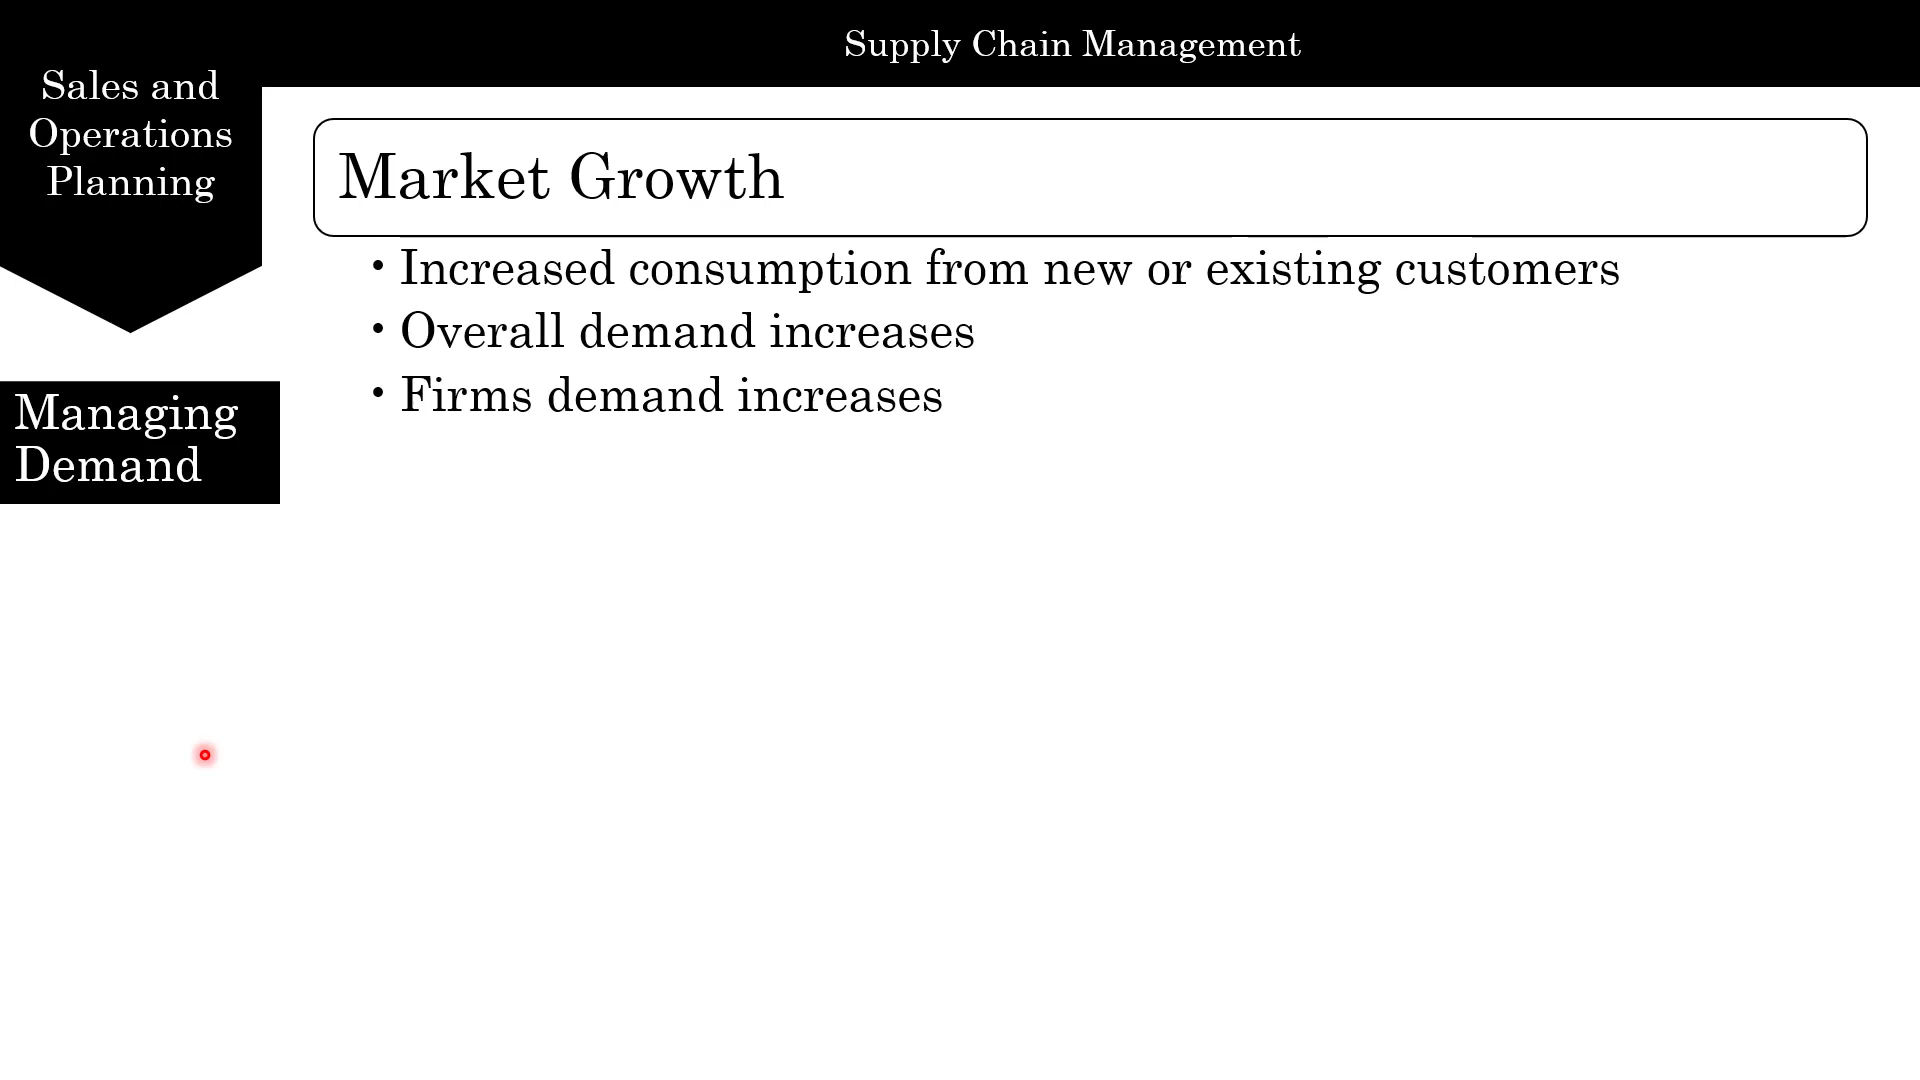 Supply Chain Management
Sales and
Operations
Planning
Market Growth
• Increased consumption from new or existing customers
• Overall demand increases
• Firms demand increases
Managing
Demand